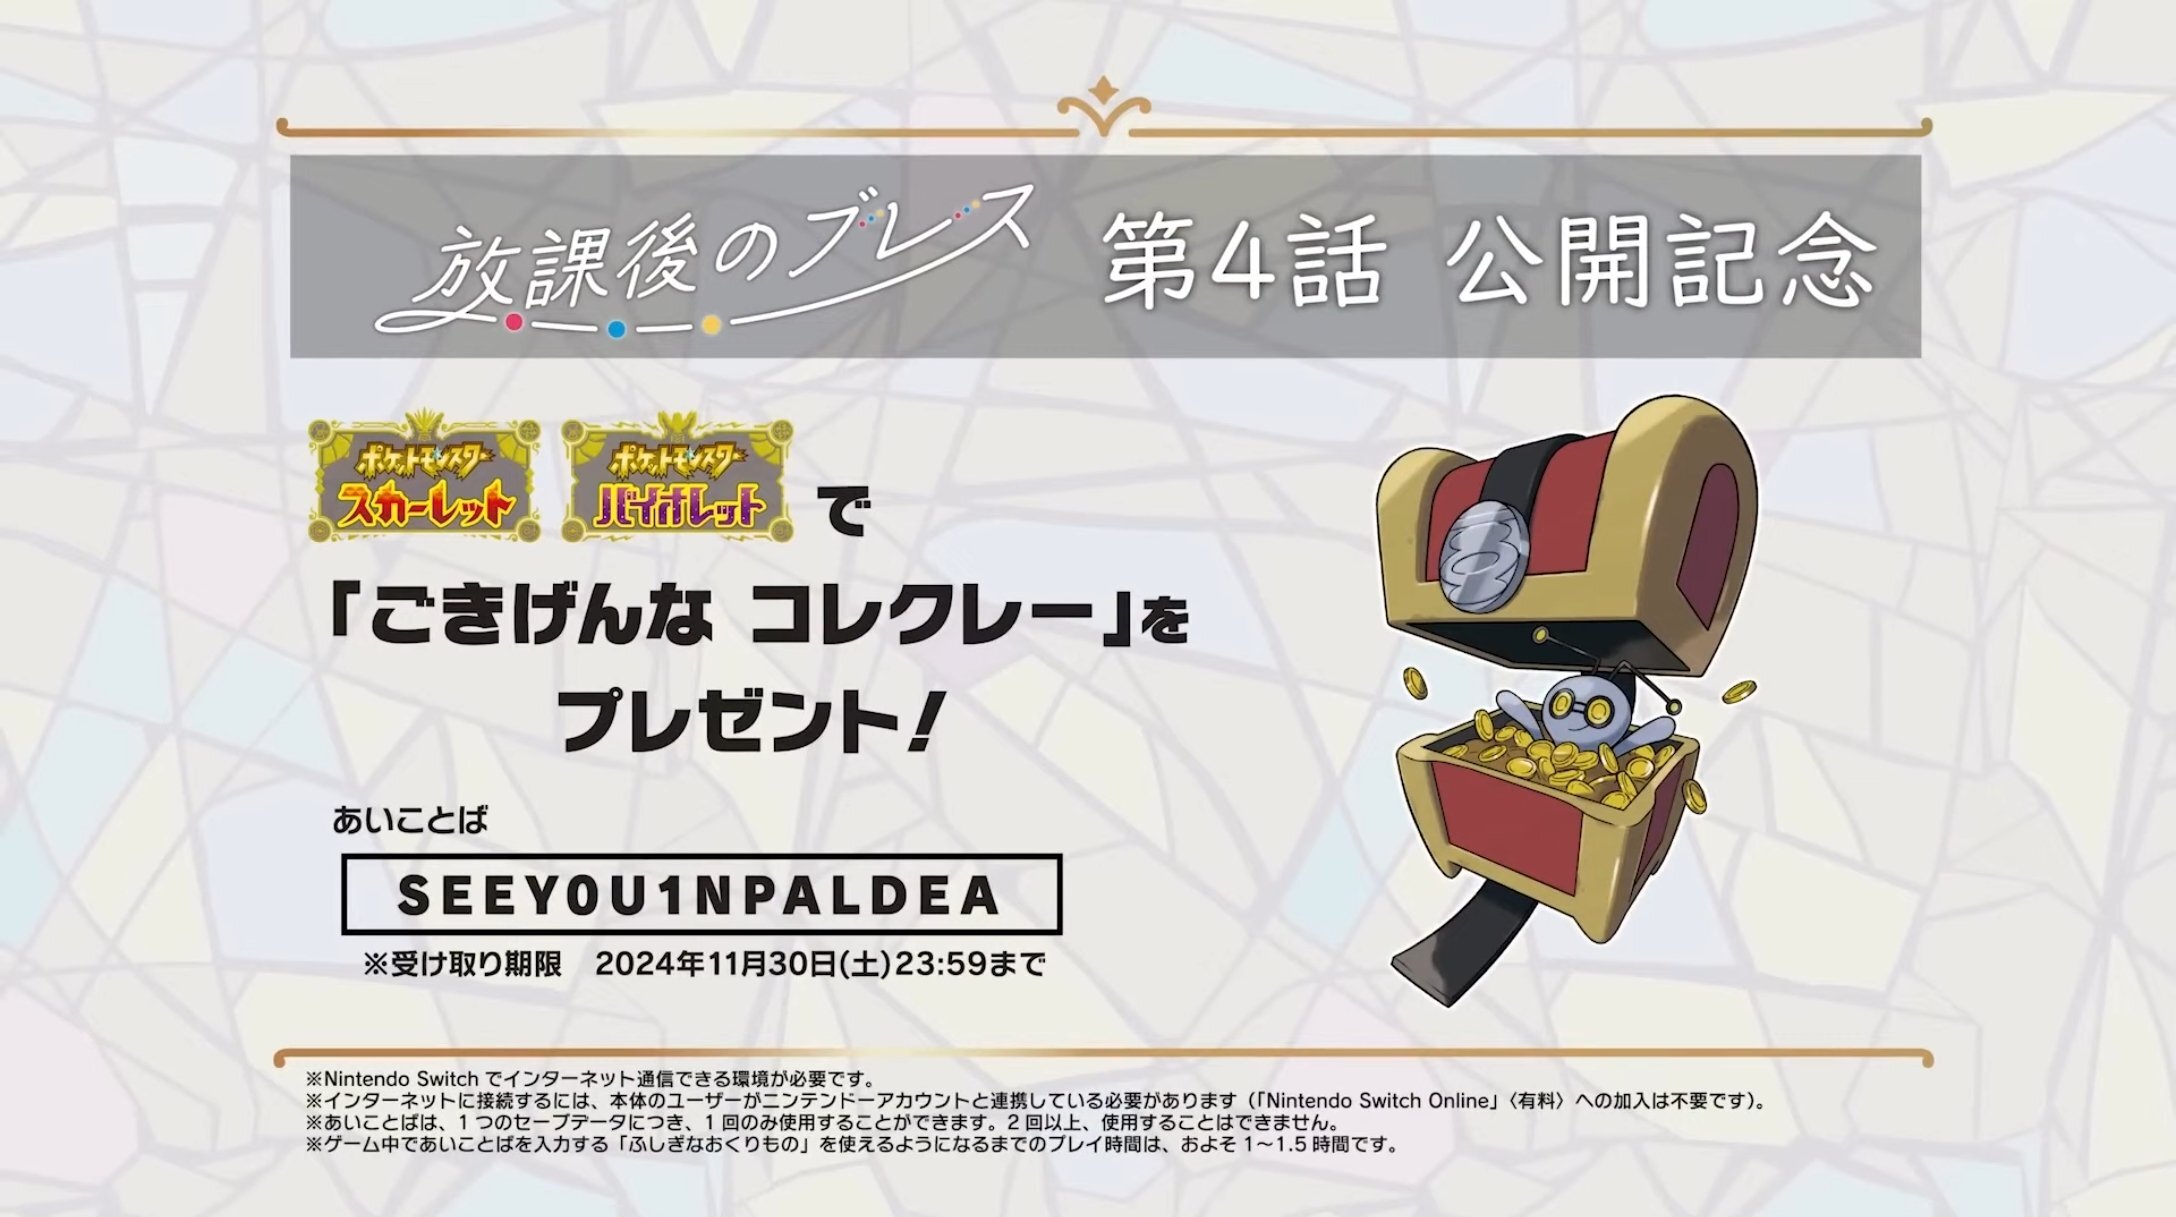 放課後のブレス 第4話 公開記念
ポケットモンスター スカーレット ポケットモンスター バイオレット で
「ごきげんな コレクレー」を
プレゼント!
あいことば
SEEY0U1NPALDEA
※受け取り期限 2024年11月30日(土)23:59まで
※Nintendo Switch でインターネット通信できる環境が必要です。
※インターネットに接続するには、本体のユーザーがニンテンドーアカウントと連携している必要があります(「Nintendo Switch Online」〈有料〉への加入は不要です)。
※あいことばは、1つのセーブデータにつき、1回のみ使用することができます。2回以上、使用することはできません。
※ゲーム中であいことばを入力する「ふしぎなおくりもの」を使えるようになるまでのプレイ時間は、およそ1〜1.5時間です。